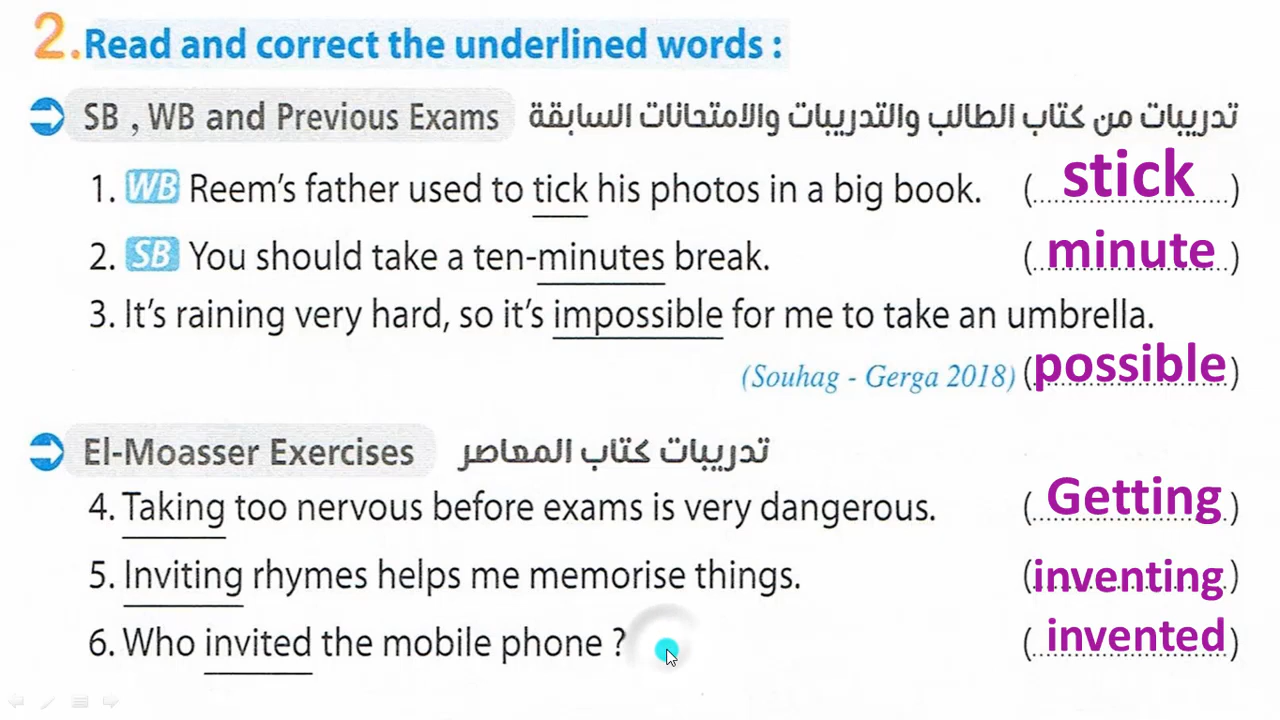 2. Read and correct the underlined words :
SB , WB and Previous Exams تدريبات من كتاب الطالب والتدريبات والامتحانات السابقة
1. WB Reem's father used to tick his photos in a big book. (stick)
2. SB You should take a ten-minutes break. (minute)
3. It's raining very hard, so it's impossible for me to take an umbrella.
(Souhag - Gerga 2018) (possible)
El-Moasser Exercises تدريبات كتاب المعاصر
4. Taking too nervous before exams is very dangerous. (Getting)
5. Inviting rhymes helps me memorise things. (inventing)
6. Who invited the mobile phone ? (invented)